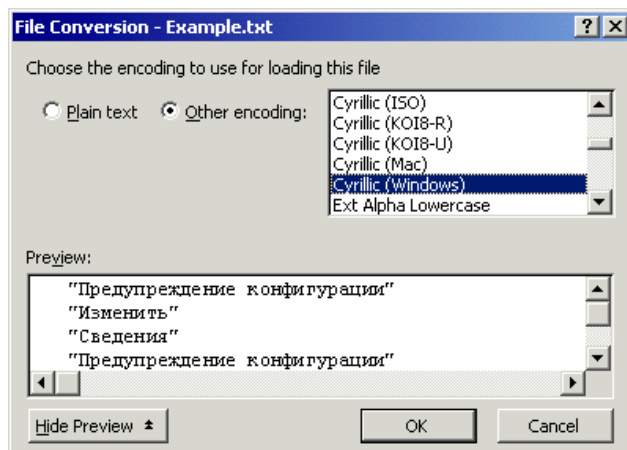 File Conversion - Example.txt
Choose the encoding to use for loading this file
Plain text
Other encoding:
Cyrillic (ISO)
Cyrillic (KOI8-R)
Cyrillic (KOI8-U)
Cyrillic (Mac)
Cyrillic (Windows)
Ext Alpha Lowercase
Preview:
"Предупреждение конфигурации"
"Изменить"
"Сведения"
"Предупреждение конфигурации"
Hide Preview
OK
Cancel